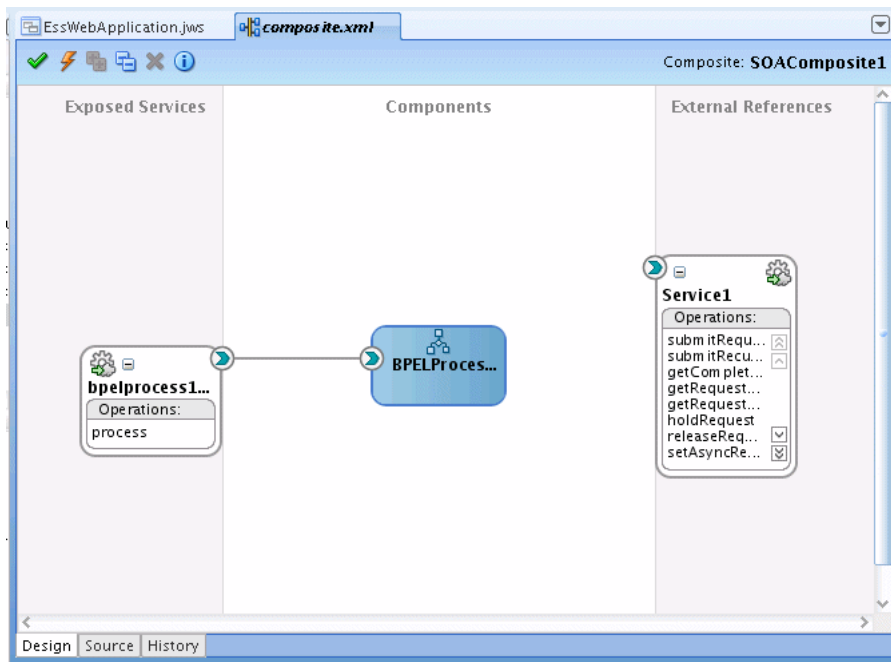 EssWebApplication.jws composite.xml
Composite: SOAComposite1
Exposed Services Components External References
Service1
Operations:
submitRequ...
submitRecu...
getComplet...
getRequest...
getRequest...
holdRequest
releaseReq...
setAsyncRe...
BPELProces...
bpelprocess1...
Operations:
process
Design Source History